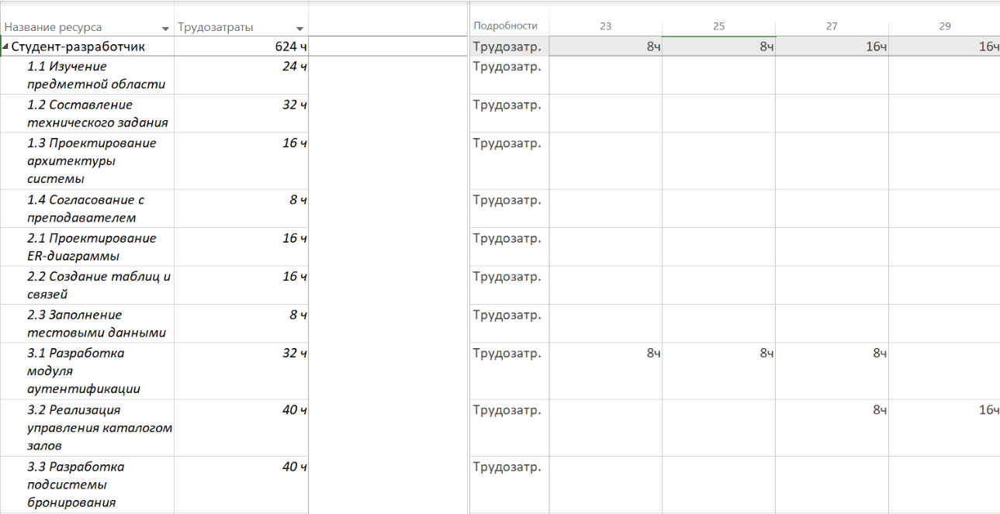 Название ресурса Трудозатраты Подробности 23 25 27 29
Студент-разработчик 624 ч Трудозатр. 8ч 8ч 16ч 16ч
1.1 Изучение 24 ч Трудозатр.
предметной области
1.2 Составление 32 ч Трудозатр.
технического задания
1.3 Проектирование 16 ч Трудозатр.
архитектуры
системы
1.4 Согласование с 8 ч Трудозатр.
преподавателем
2.1 Проектирование 16 ч Трудозатр.
ER-диаграммы
2.2 Создание таблиц и 16 ч Трудозатр.
связей
2.3 Заполнение 8 ч Трудозатр.
тестовыми данными
3.1 Разработка 32 ч Трудозатр. 8ч 8ч 8ч
модуля
аутентификации
3.2 Реализация 40 ч Трудозатр. 8ч 16ч
управления каталогом
залов
3.3 Разработка 40 ч Трудозатр.
подсистемы
бронирования